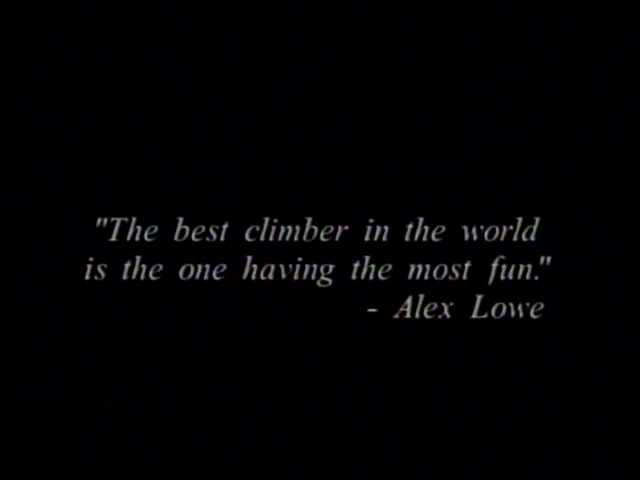 "The best climber in the world
is the one having the most fun."
- Alex Lowe